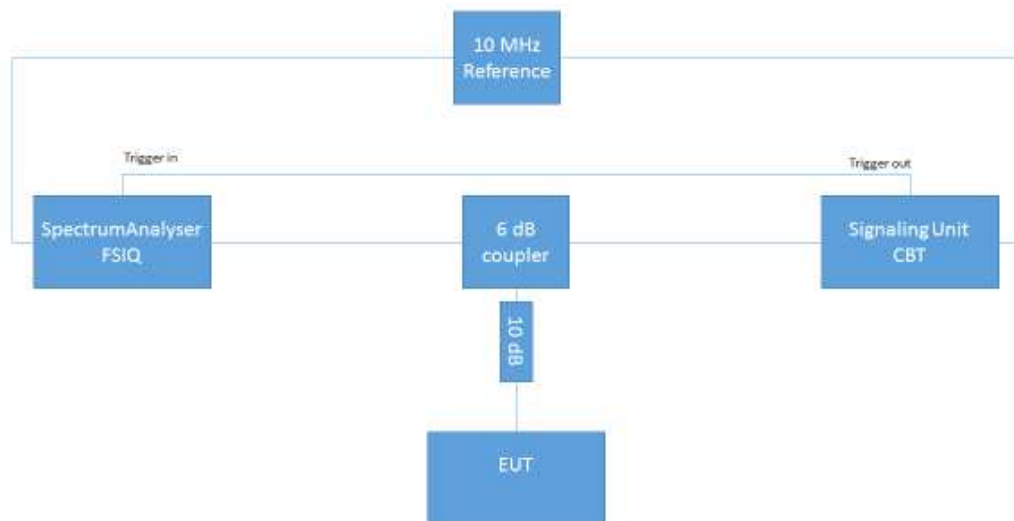 10 MHz
Reference
Trigger in
Trigger out
SpectrumAnalyser
FSIQ
6 dB
coupler
Signaling Unit
CBT
10 dB
EUT